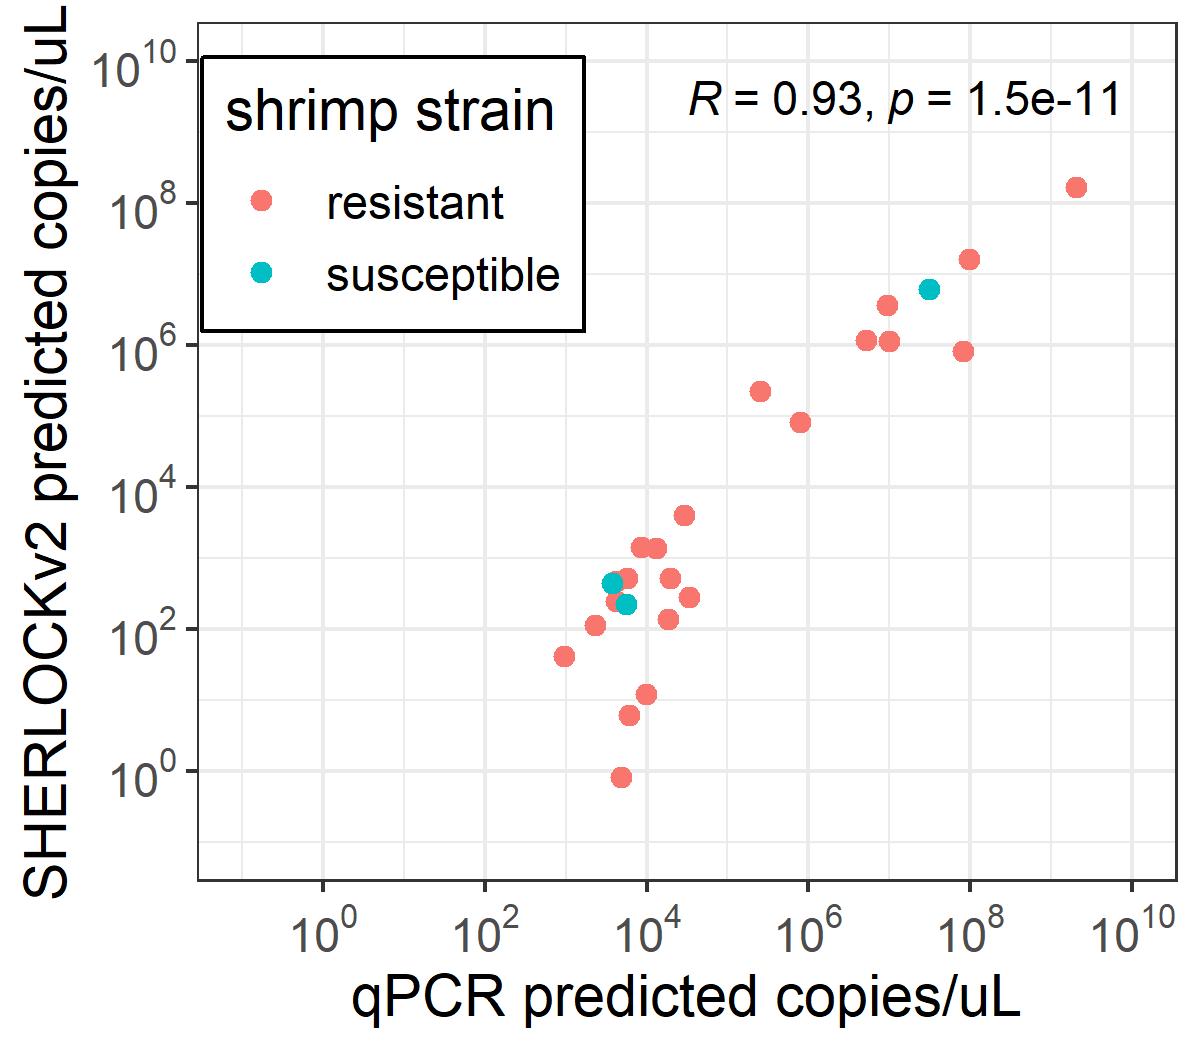 SHERLOCKv2 predicted copies/uL
10^10
10^8
10^6
10^4
10^2
10^0
shrimp strain
resistant
susceptible
R = 0.93, p = 1.5e-11
10^0 10^2 10^4 10^6 10^8 10^10
qPCR predicted copies/uL